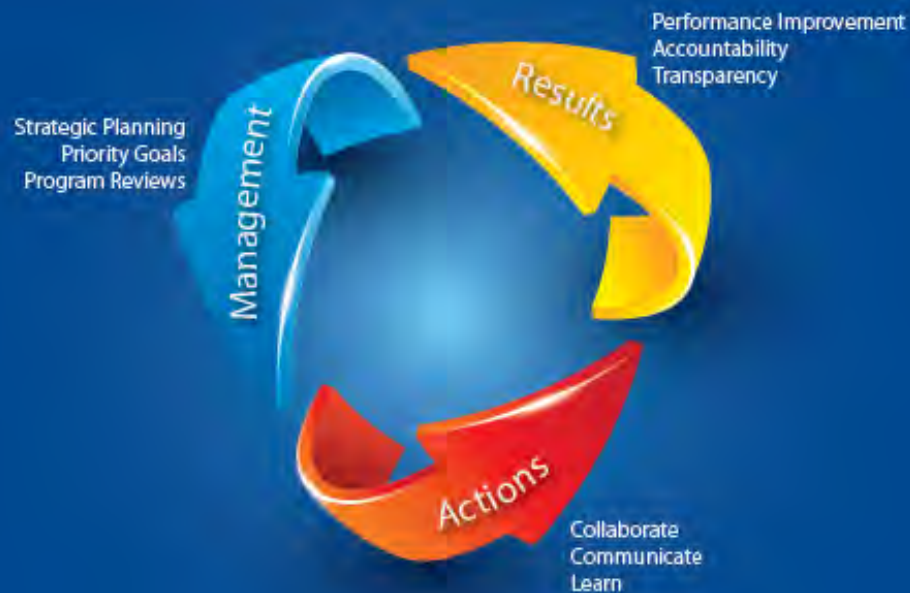 Performance Improvement
Accountability
Transparency
Results
Strategic Planning
Priority Goals
Program Reviews
Management
Actions
Collaborate
Communicate
Learn